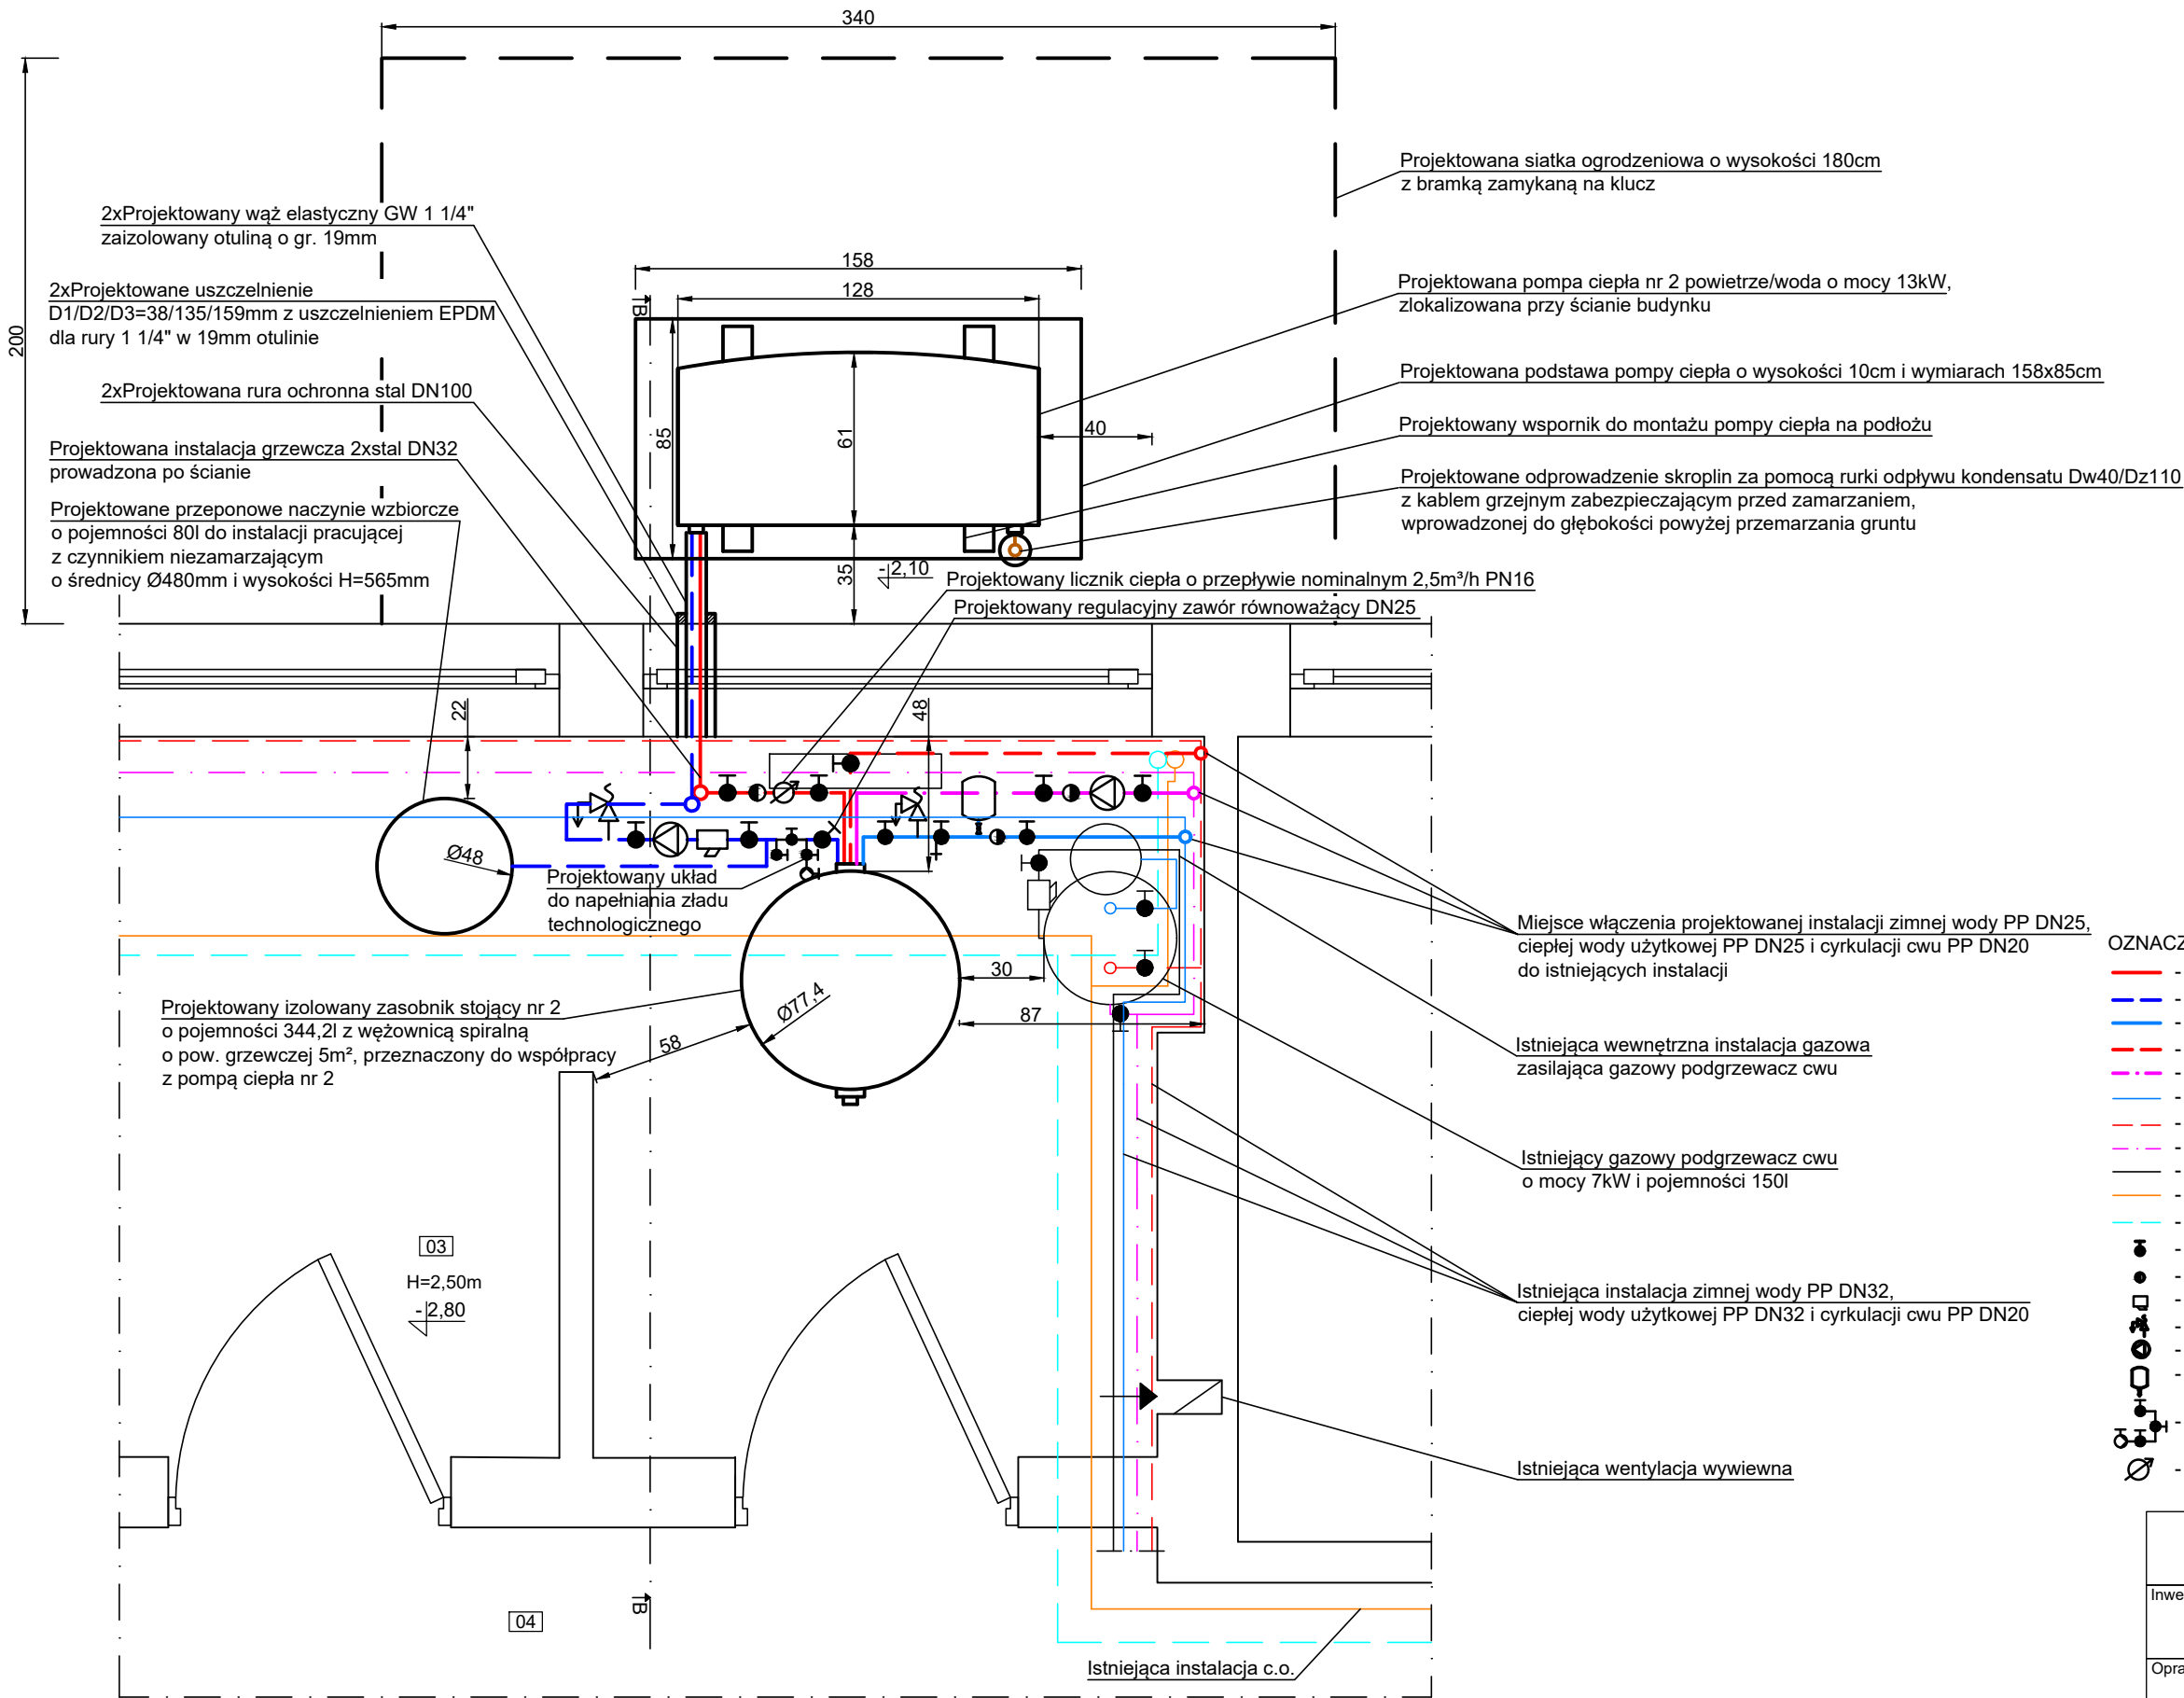 340
200
Projektowana siatka ogrodzeniowa o wysokości 180cm
z bramką zamykaną na klucz
2xProjektowany wąż elastyczny GW 1 1/4"
zaizolowany otuliną o gr. 19mm
158
Projektowana pompa ciepła nr 2 powietrze/woda o mocy 13kW,
zlokalizowana przy ścianie budynku
2xProjektowane uszczelnienie
D1/D2/D3=38/135/159mm z uszczelnieniem EPDM
dla rury 1 1/4" w 19mm otulinie
128
B
Projektowana podstawa pompy ciepła o wysokości 10cm i wymiarach 158x85cm
2xProjektowana rura ochronna stal DN100
85
61
40
Projektowany wspornik do montażu pompy ciepła na podłożu
Projektowana instalacja grzewcza 2xstal DN32
prowadzona po ścianie
Projektowane odprowadzenie skroplin za pomocą rurki odpływu kondensatu Dw40/Dz110
z kablem grzejnym zabezpieczającym przed zamarzaniem,
wprowadzonej do głębokości powyżej przemarzania gruntu
Projektowane przeponowe naczynie wzbiorcze
o pojemności 80l do instalacji pracującej
z czynnikiem niezamarzającym
o średnicy Ø480mm i wysokości H=565mm
35
-2,10
Projektowany licznik ciepła o przepływie nominalnym 2,5m³/h PN16
Projektowany regulacyjny zawór równoważący DN25
22
48
Ø48
Projektowany układ
do napełniania zładu
technologicznego
Miejsce włączenia projektowanej instalacji zimnej wody PP DN25,
ciepłej wody użytkowej PP DN25 i cyrkulacji cwu PP DN20
do istniejących instalacji
OZNACZ
30
Ø77,4
87
58
Projektowany izolowany zasobnik stojący nr 2
o pojemności 344,2l z wężownicą spiralną
o pow. grzewczej 5m², przeznaczony do współpracy
z pompą ciepła nr 2
Istniejąca wewnętrzna instalacja gazowa
zasilająca gazowy podgrzewacz cwu
Istniejący gazowy podgrzewacz cwu
o mocy 7kW i pojemności 150l
03
H=2,50m
-2,80
Istniejąca instalacja zimnej wody PP DN32,
ciepłej wody użytkowej PP DN32 i cyrkulacji cwu PP DN20
Istniejąca wentylacja wywiewna
04
B
Istniejąca instalacja c.o.
Inwe
Opra